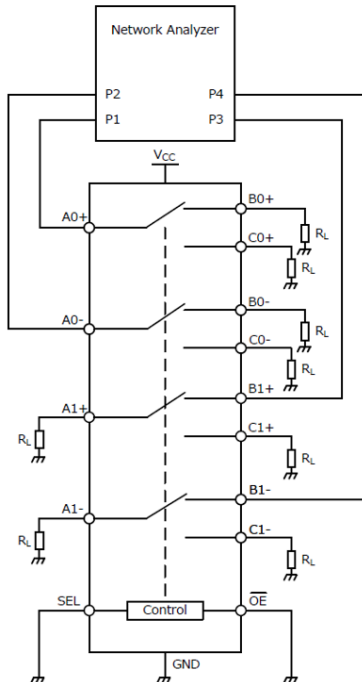 Network Analyzer
P2 P4
P1 P3
VCC
A0+ B0+
RL
C0+
RL
A0- B0-
RL
C0-
RL
A1+ B1+
RL
C1+
RL
A1- B1-
RL
C1-
RL
SEL Control OE
GND